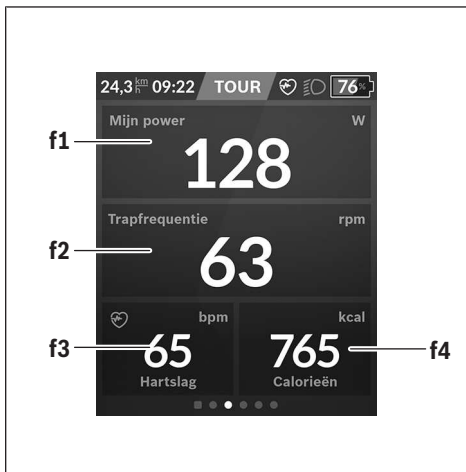 24,3 km/h 09:22 TOUR 76%
f1
Mijn power W
128
f2
Trapfrequentie rpm
63
f3
bpm
65
Hartslag
kcal
765
Calorieën
f4